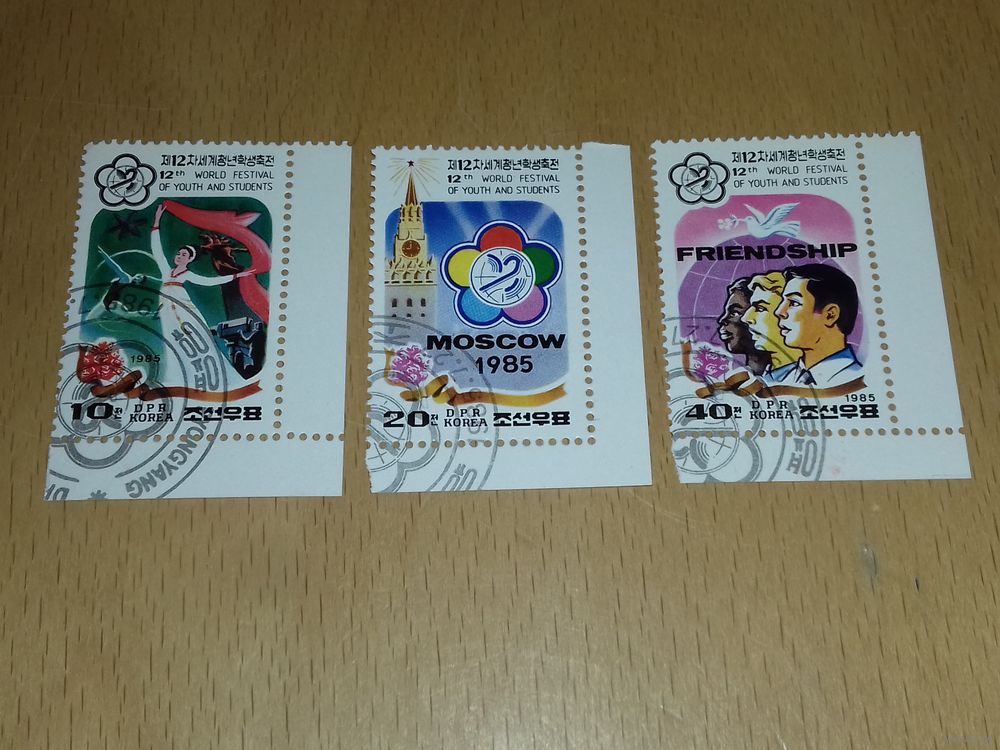 제12차세계청년학생축전
12th WORLD FESTIVAL
OF YOUTH AND STUDENTS
1985
10전 DPR
KOREA 조선우표
PYONGYANG
제12차세계청년학생축전
12th WORLD FESTIVAL
OF YOUTH AND STUDENTS
MOSCOW
1985
20전 DPR
KOREA 조선우표
제12차세계청년학생축전
12th WORLD FESTIVAL
OF YOUTH AND STUDENTS
FRIENDSHIP
1985
40전 DPR
KOREA 조선우표